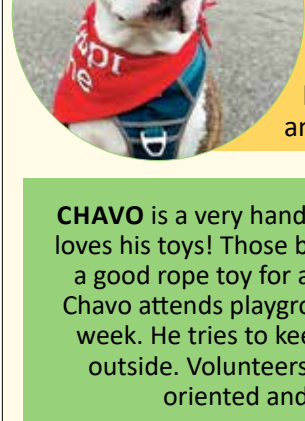 CHAVO is a very hand
loves his toys! Those b
a good rope toy for a
Chavo attends playgro
week. He tries to kee
outside. Volunteers
oriented and